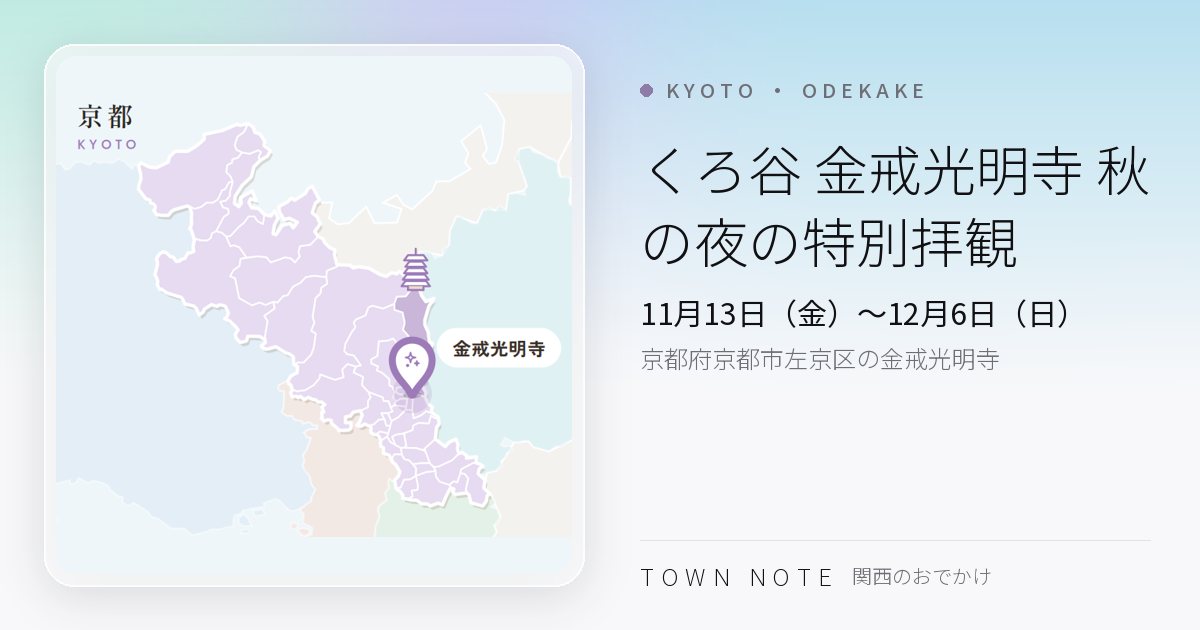 京都
KYOTO
金戒光明寺
KYOTO • ODEKAKE
くろ谷 金戒光明寺 秋
の夜の特別拝観
11月13日（金）〜12月6日（日）
京都府京都市左京区の金戒光明寺
TOWN NOTE 関西のおでかけ